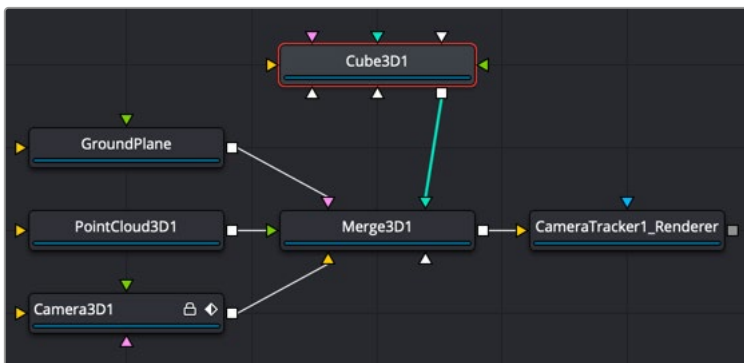 Cube3D1
GroundPlane
PointCloud3D1
Merge3D1
CameraTracker1_Renderer
Camera3D1